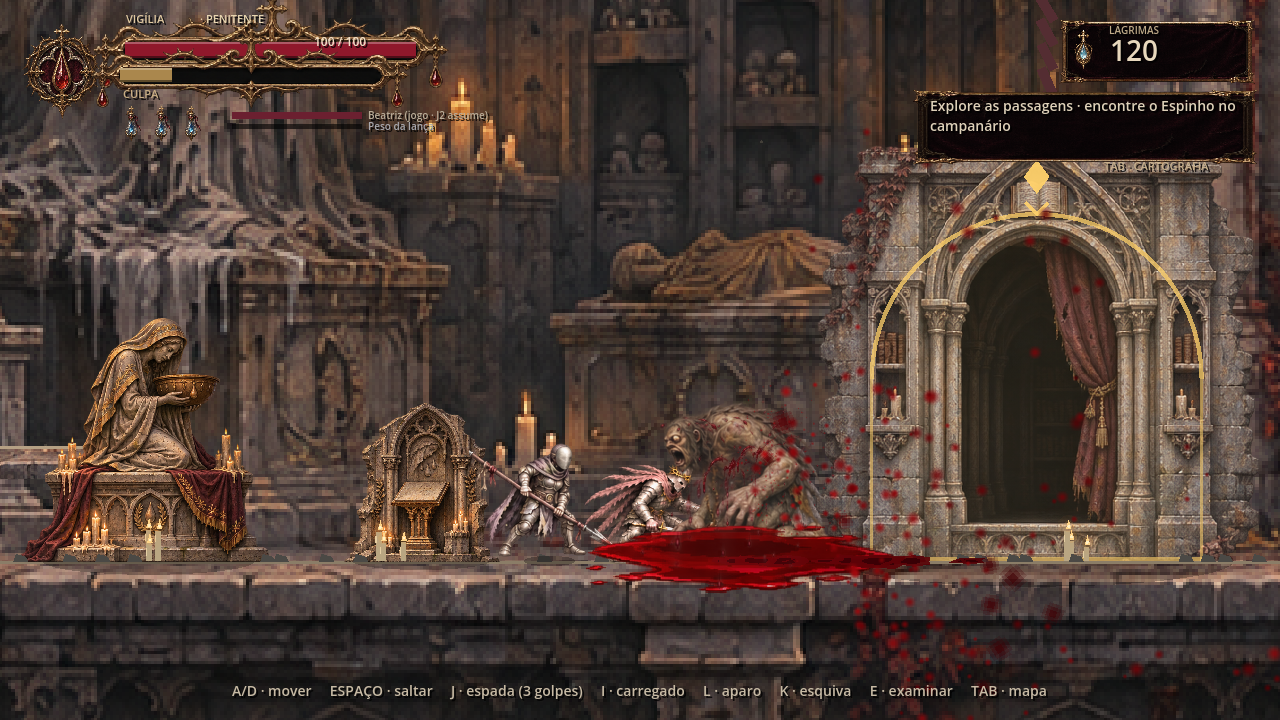 VIGÍLIA PENITENTE
100 / 100
CULPA
Beatriz (jogo · J2 assume)
Peso da lança
LÁGRIMAS
120
Explore as passagens · encontre o Espinho no
campanário
TAB · CARTOGRAFIA
A/D · mover ESPAÇO · saltar J · espada (3 golpes) I · carregado L · aparo K · esquiva E · examinar TAB · mapa